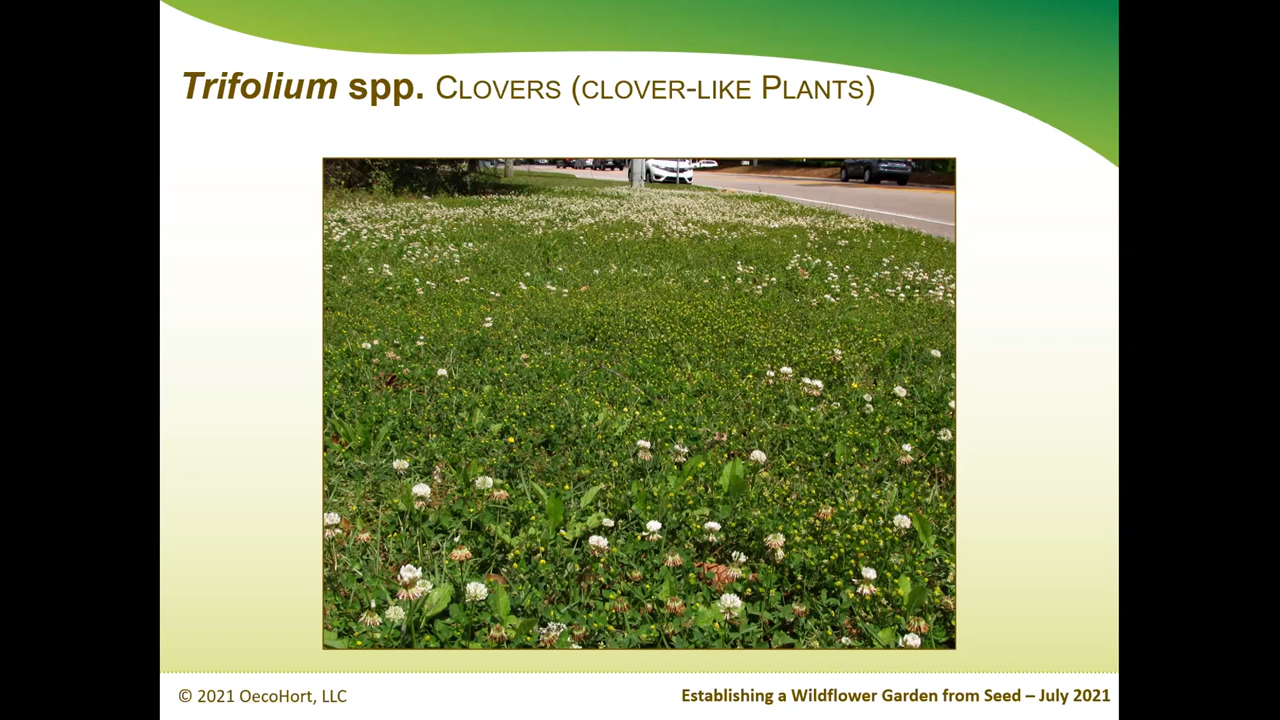 Trifolium spp. Clovers (clover-like Plants)
© 2021 OecoHort, LLC
Establishing a Wildflower Garden from Seed – July 2021